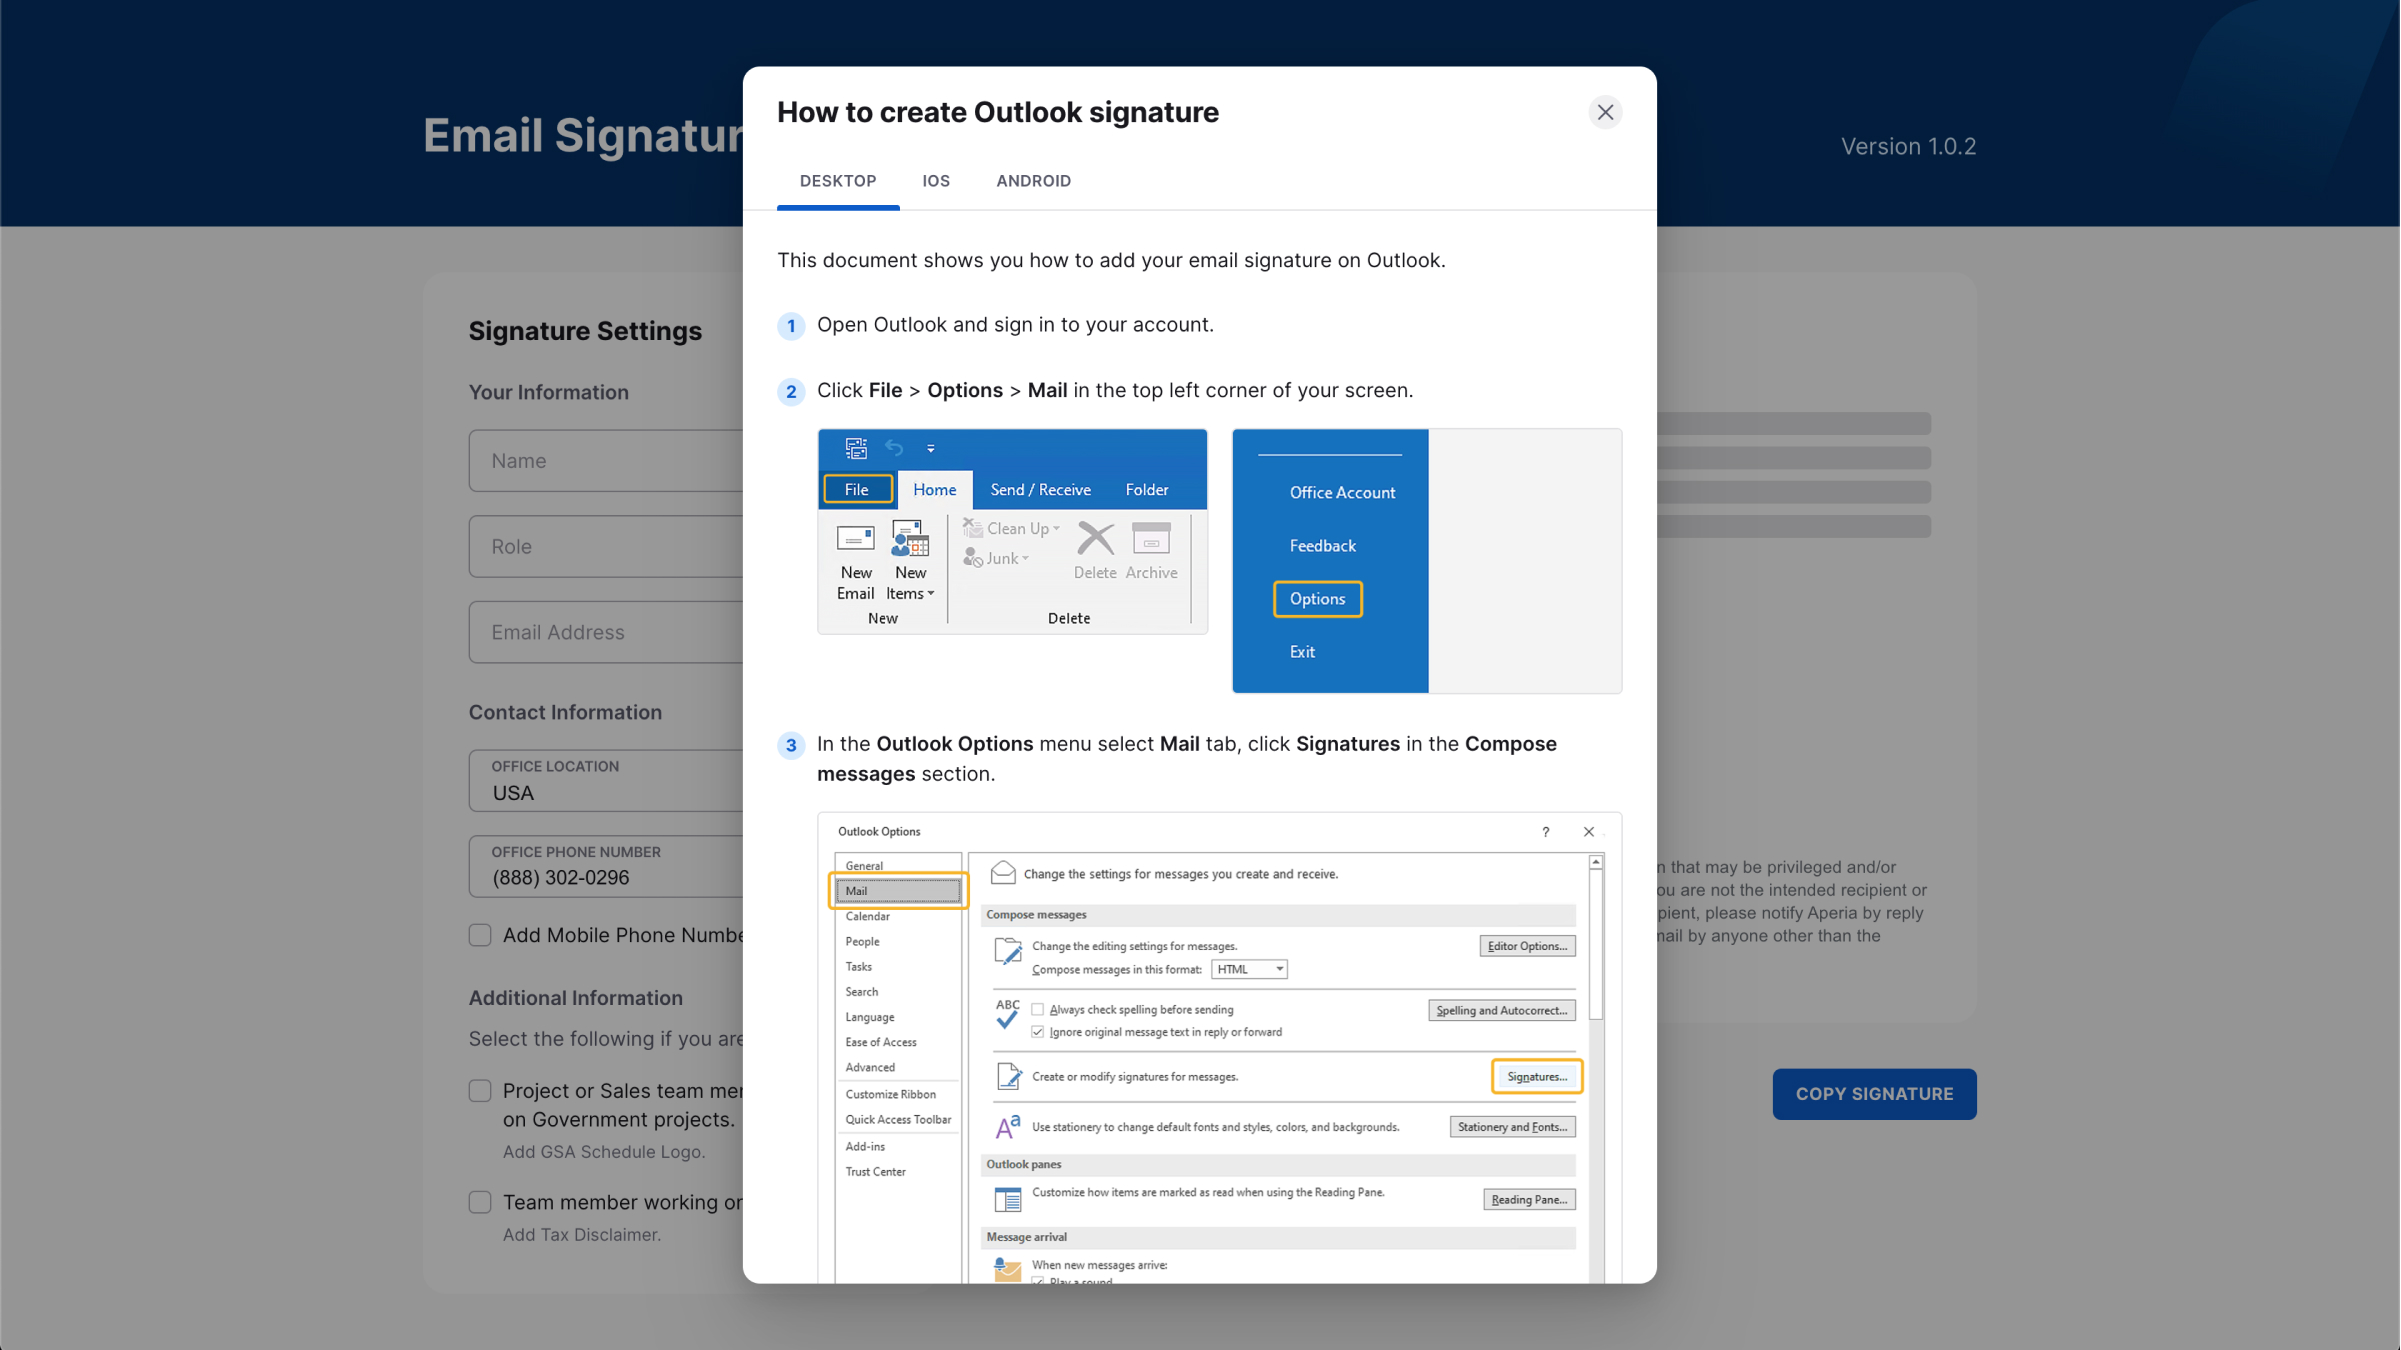 Email Signatur
Version 1.0.2
Signature Settings
Your Information
Name
Role
Email Address
Contact Information
OFFICE LOCATION
USA
OFFICE PHONE NUMBER
(888) 302-0296
Add Mobile Phone Numbe
Additional Information
Select the following if you are
Project or Sales team mer
on Government projects.
Add GSA Schedule Logo.
Team member working or
Add Tax Disclaimer.
How to create Outlook signature
DESKTOP IOS ANDROID
This document shows you how to add your email signature on Outlook.
1 Open Outlook and sign in to your account.
2 Click File > Options > Mail in the top left corner of your screen.
File Home Send / Receive Folder
Clean Up
Junk
New Email
New Items
Delete Archive
New Delete
Office Account
Feedback
Options
Exit
3 In the Outlook Options menu select Mail tab, click Signatures in the Compose
messages section.
Outlook Options ?
General
Mail
Calendar
People
Tasks
Search
Language
Ease of Access
Advanced
Customize Ribbon
Quick Access Toolbar
Add-ins
Trust Center
Change the settings for messages you create and receive.
Compose messages
Change the editing settings for messages. Editor Options...
Compose messages in this format: HTML
ABC
Always check spelling before sending Spelling and Autocorrect...
Ignore original message text in reply or forward
Create or modify signatures for messages. Signatures...
Use stationery to change default fonts and styles, colors, and backgrounds. Stationery and Fonts...
Outlook panes
Customize how items are marked as read when using the Reading Pane. Reading Pane...
Message arrival
When new messages arrive:
Play a sound
n that may be privileged and/or
ou are not the intended recipient or
pient, please notify Aperia by reply
mail by anyone other than the
COPY SIGNATURE